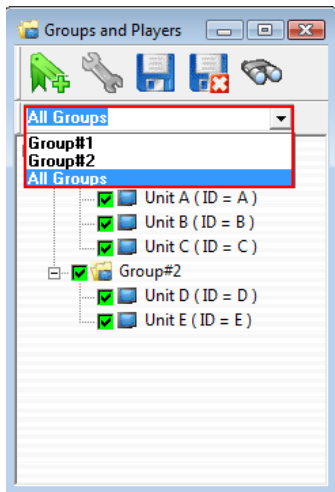 Groups and Players
All Groups
Group#1
Group#2
All Groups
Unit A ( ID = A )
Unit B ( ID = B )
Unit C ( ID = C )
Group#2
Unit D ( ID = D )
Unit E ( ID = E )